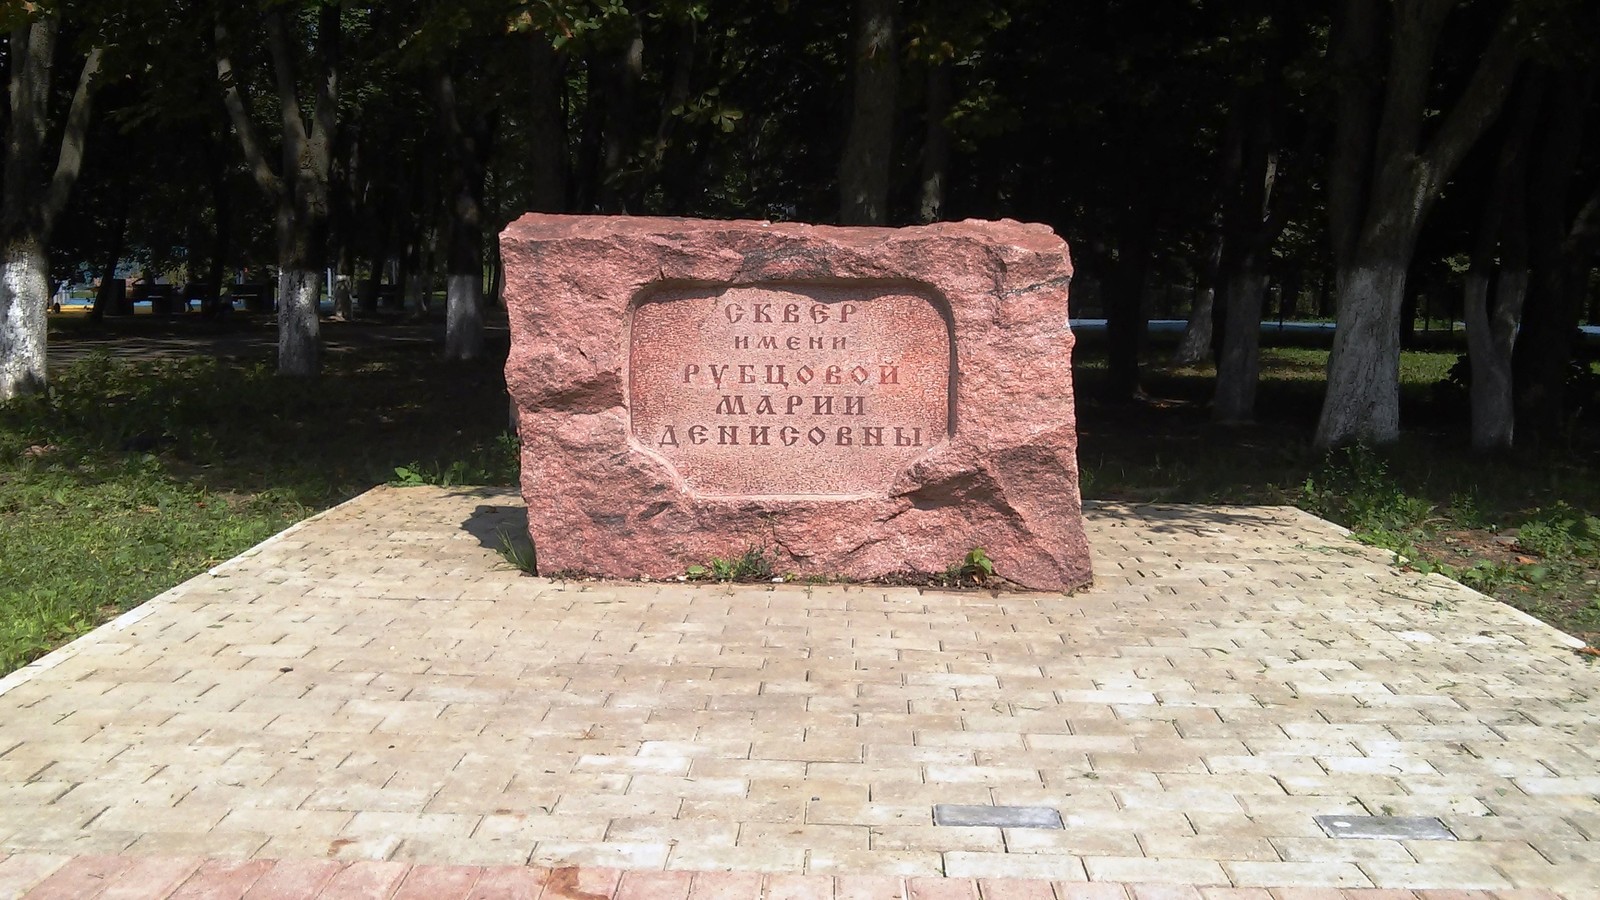 СКВЕР
ИМЕНИ
РУБЦОВОЙ
МАРИИ
ДЕНИСОВНЫ